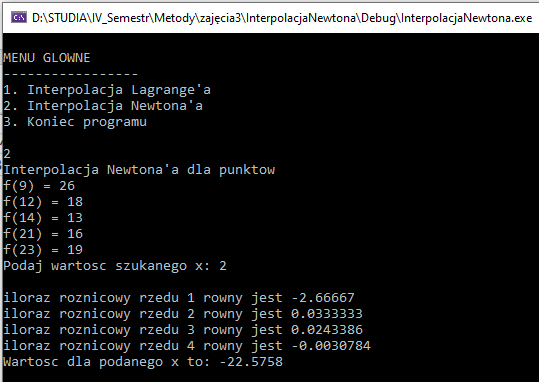 D:\STUDIA\IV_Semestr\Metody\zajęcia3\InterpolacjaNewtona\Debug\InterpolacjaNewtona.exe
MENU GLOWNE
-----------------
1. Interpolacja Lagrange'a
2. Interpolacja Newtona'a
3. Koniec programu
2
Interpolacja Newtona'a dla punktow
f(9) = 26
f(12) = 18
f(14) = 13
f(21) = 16
f(23) = 19
Podaj wartosc szukanego x: 2
iloraz roznicowy rzedu 1 rowny jest -2.66667
iloraz roznicowy rzedu 2 rowny jest 0.0333333
iloraz roznicowy rzedu 3 rowny jest 0.0243386
iloraz roznicowy rzedu 4 rowny jest -0.0030784
Wartosc dla podanego x to: -22.5758